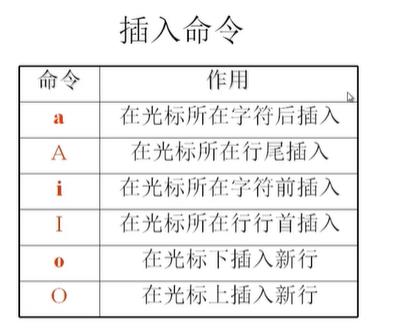 插入命令
命令 作用
a 在光标所在字符后插入
A 在光标所在行尾插入
i 在光标所在字符前插入
I 在光标所在行行首插入
o 在光标下插入新行
O 在光标上插入新行